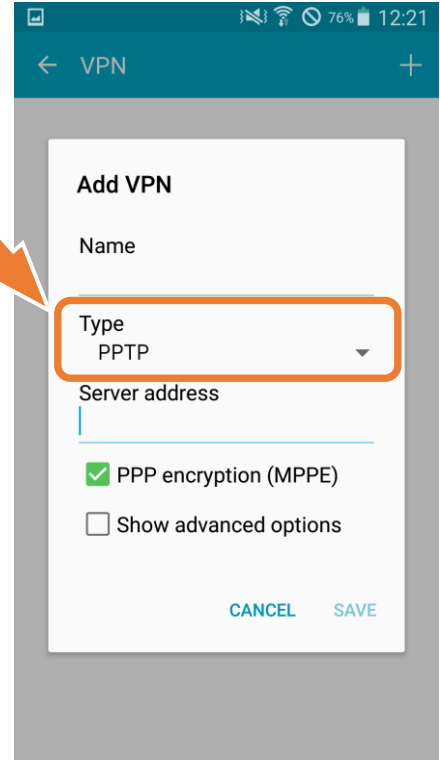 76% 12:21
VPN
Add VPN
Name
Type
PPTP
Server address
PPP encryption (MPPE)
Show advanced options
CANCEL SAVE